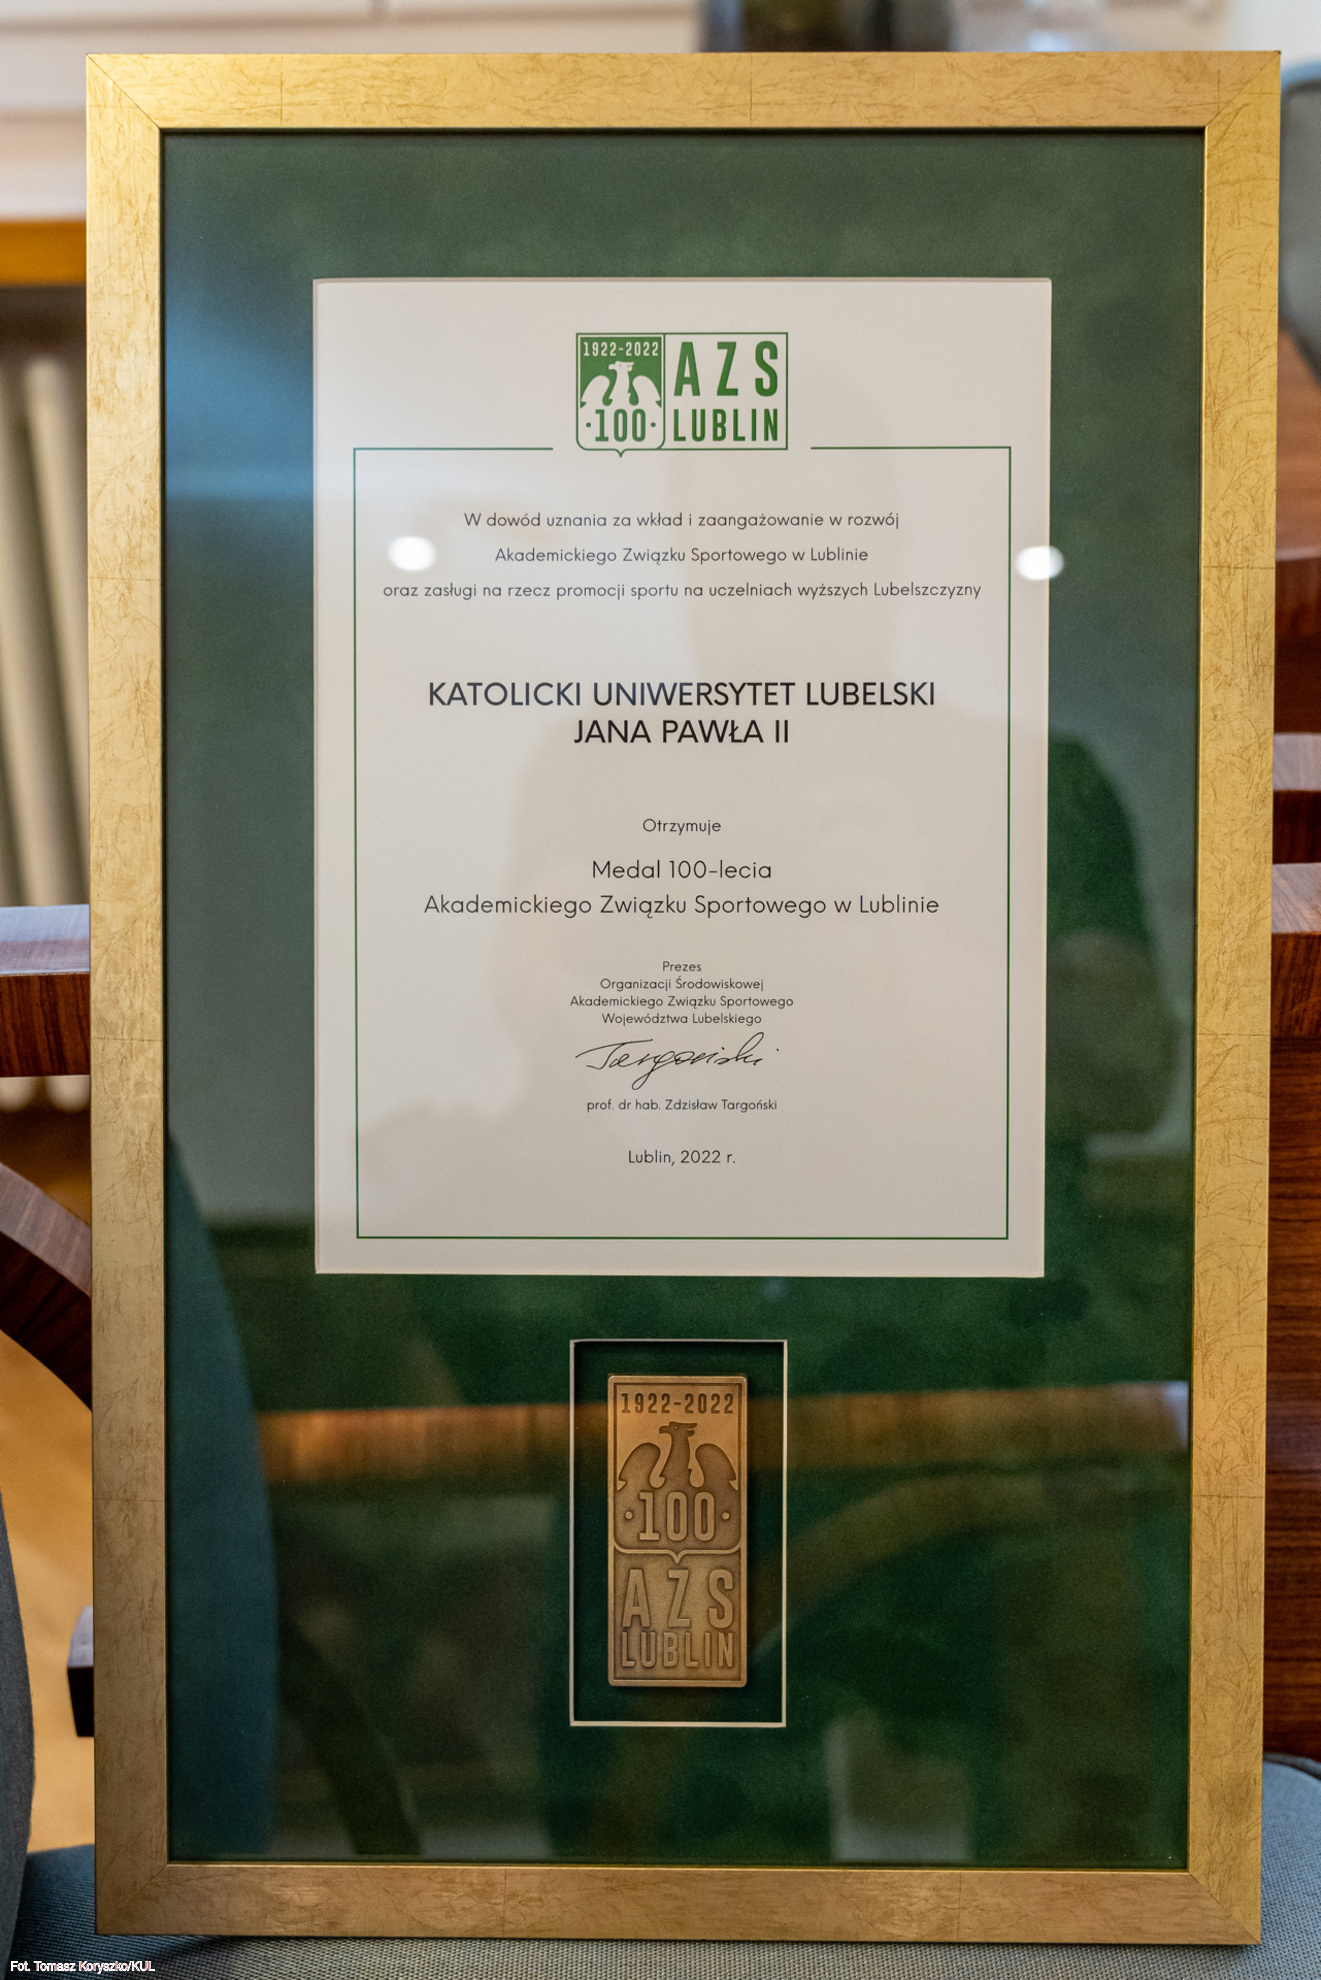 1922-2022
100
AZS
LUBLIN
W dowód uznania za wkład i zaangażowanie w rozwój
Akademickiego Związku Sportowego w Lublinie
oraz zasługi na rzecz promocji sportu na uczelniach wyższych Lubelszczyzny
KATOLICKI UNIWERSYTET LUBELSKI
JANA PAWŁA II
Otrzymuje
Medal 100-lecia
Akademickiego Związku Sportowego w Lublinie
Prezes
Organizacji Środowiskowej
Akademickiego Związku Sportowego
Województwa Lubelskiego
Targoński
prof. dr hab. Zdzisław Targoński
Lublin, 2022 r.
1922-2022
100
AZS
LUBLIN
Fot. Tomasz Koryszko/KUL